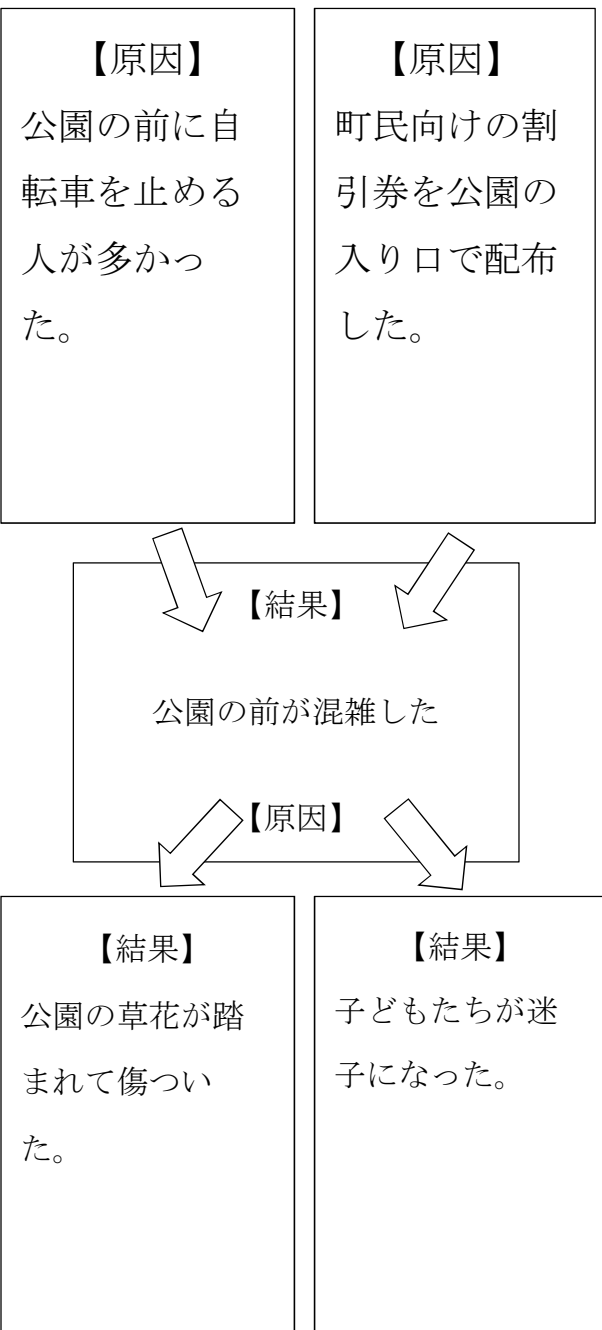 【原因】
公園の前に自
転車を止める
人が多かっ
た。
【原因】
町民向けの割
引券を公園の
入り口で配布
した。
【結果】
公園の前が混雑した
【原因】
【結果】
公園の草花が踏
まれて傷つい
た。
【結果】
子どもたちが迷
子になった。